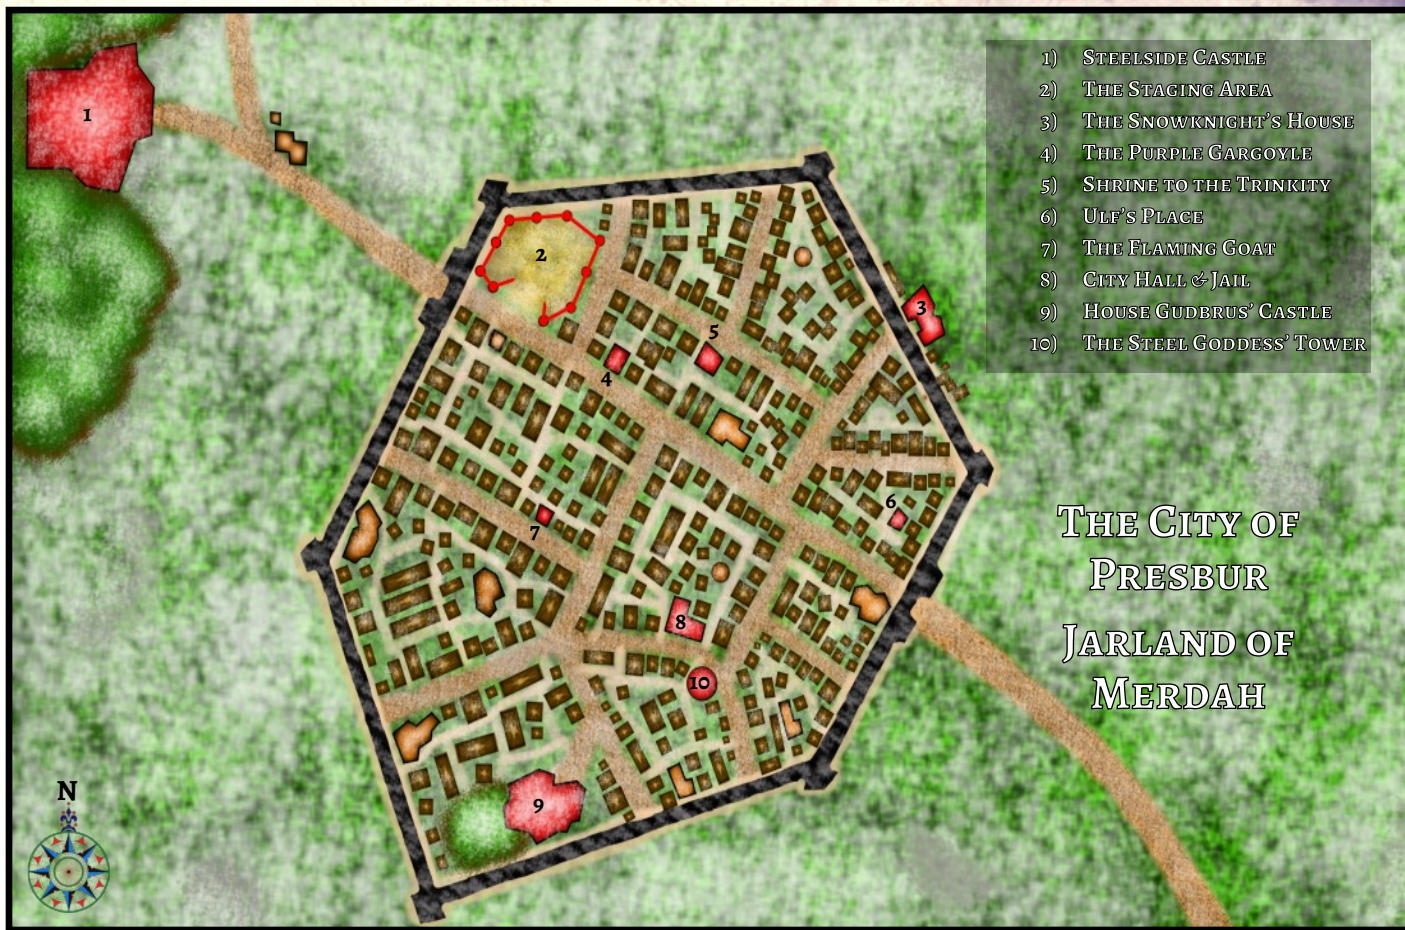 1) Steelside Castle
2) The Staging Area
3) The Snowknight's House
4) The Purple Gargoyle
5) Shrine to the Trinkity
6) Ulf's Place
7) The Flaming Goat
8) City Hall & Jail
9) House Gudbrus' Castle
10) The Steel Goddess' Tower
1
2
3
5
4
6
7
8
10
9
The City of
Presbur
Jarland of
Merdah
N